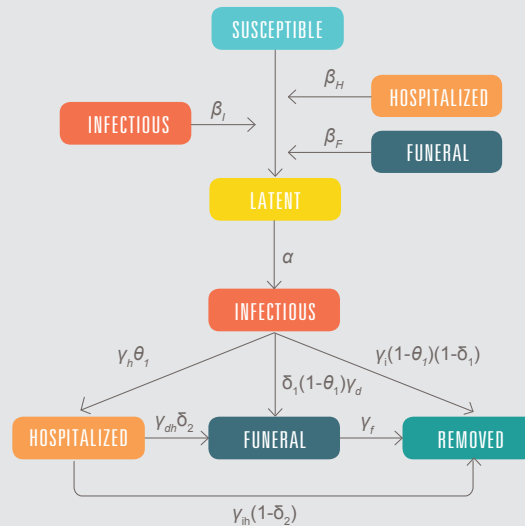 SUSCEPTIBLE
β_H
HOSPITALIZED
INFECTIOUS
β_I
β_F
FUNERAL
LATENT
α
INFECTIOUS
γ_hθ_1
δ_1(1-θ_1)γ_d
γ_i(1-θ_1)(1-δ_1)
HOSPITALIZED
γ_dhδ_2
FUNERAL
γ_f
REMOVED
γ_ih(1-δ_2)